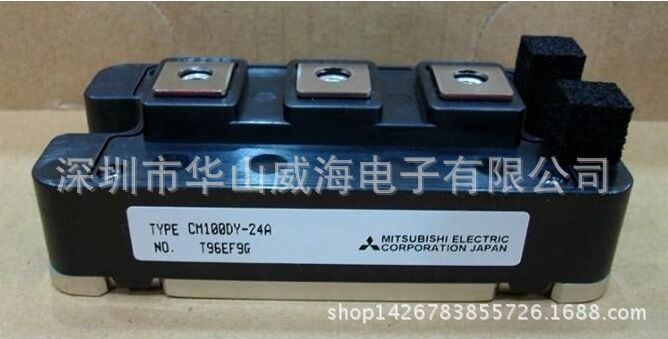 深圳市华山威海电子有限公司
TYPE CM100DY-24A
NO. T96EF9G
MITSUBISHI ELECTRIC
CORPORATION JAPAN
shop1426783855726.1688.com